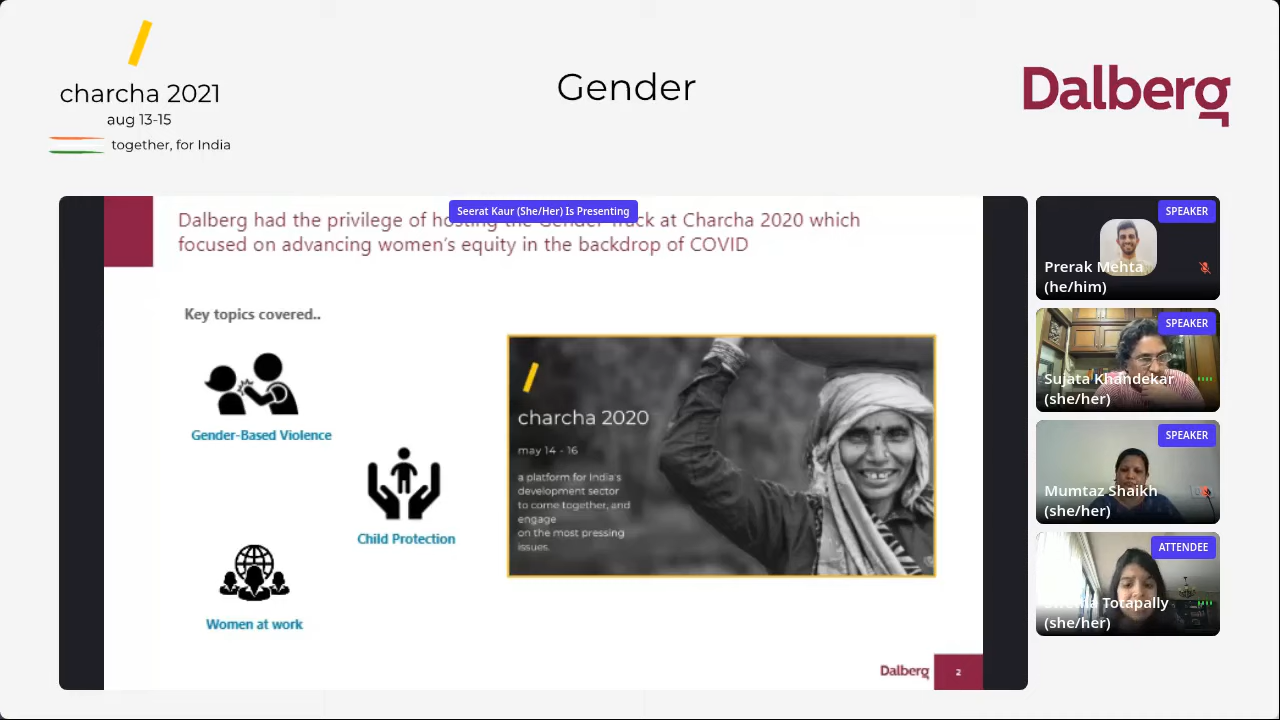 charcha 2021
aug 13-15
together, for India
Gender
Dalberg
Seerat Kaur (She/Her) Is Presenting
Dalberg had the privilege of hosting the Gender Track at Charcha 2020 which
focused on advancing women's equity in the backdrop of COVID
Key topics covered..
Gender-Based Violence
Child Protection
Women at work
charcha 2020
may 14 - 16
a platform for India's
development sector
to come together, and
engage
on the most pressing
issues.
Dalberg
2
SPEAKER
Prerak Mehta
(he/him)
SPEAKER
Sujata Khandekar
(she/her)
SPEAKER
Mumtaz Shaikh
(she/her)
ATTENDEE
Totapally
(she/her)